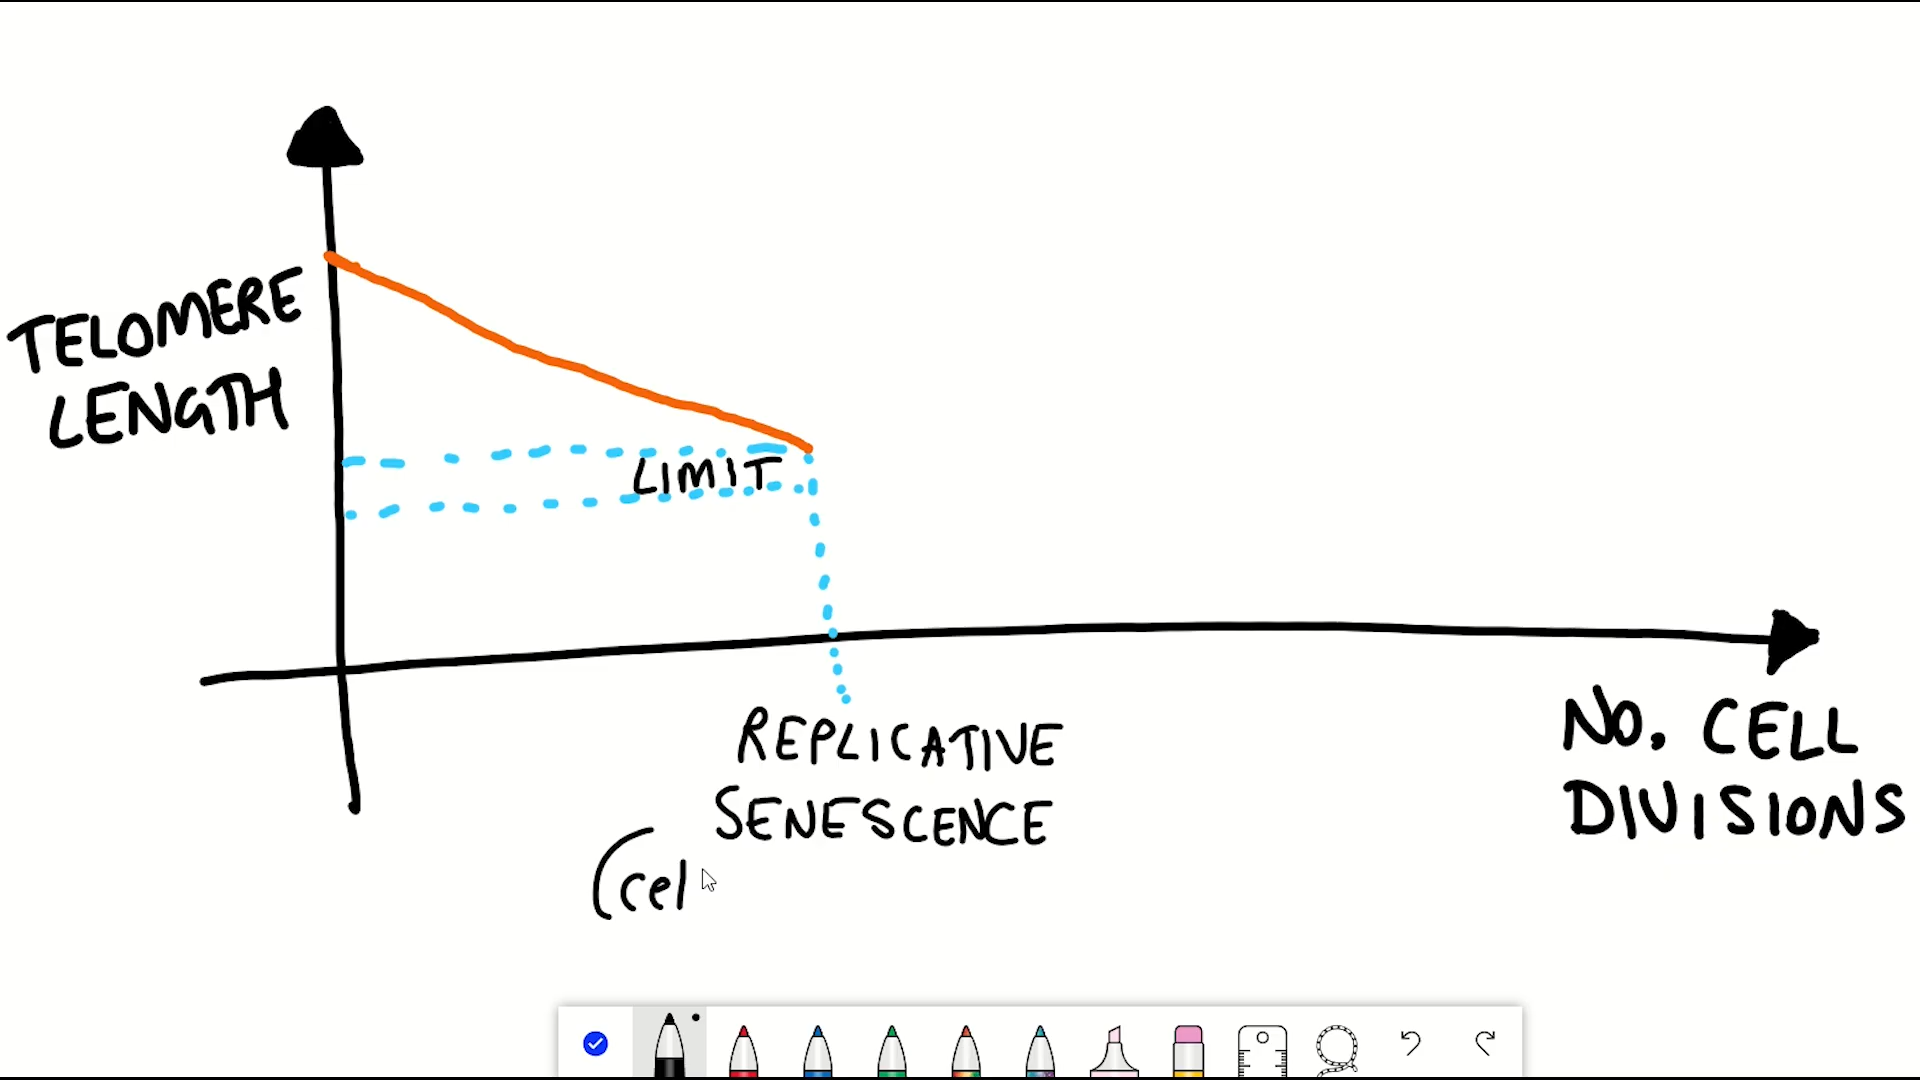 TELOMERE
LENGTH
LIMIT
REPLICATIVE
SENESCENCE
(cel
NO. CELL
DIVISIONS